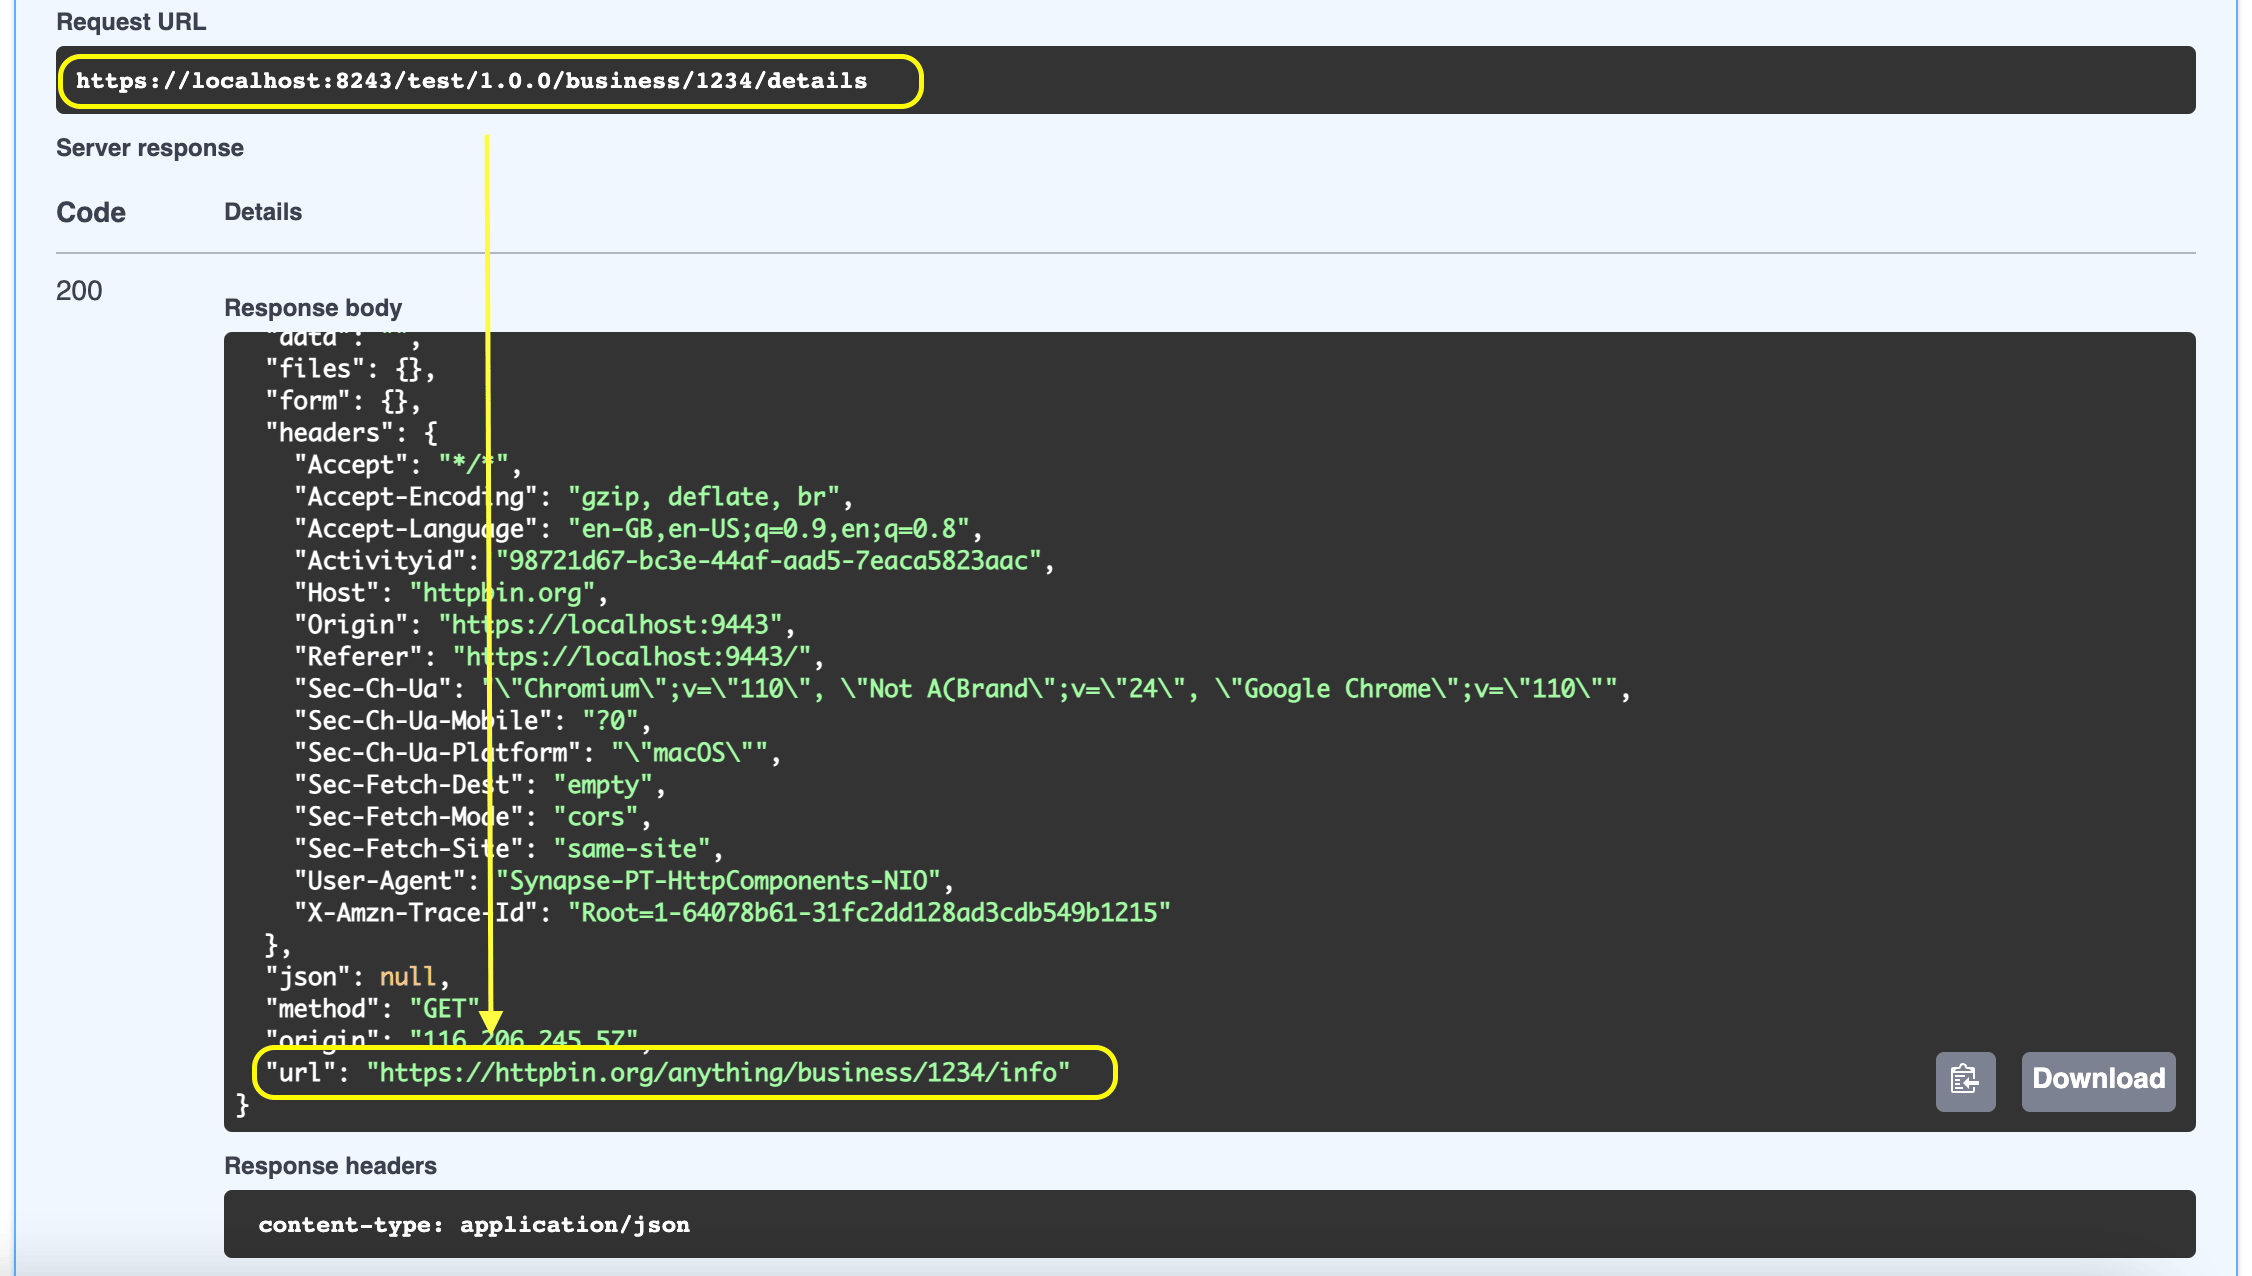 Request URL
https://localhost:8243/test/1.0.0/business/1234/details
Server response
Code Details
200
Response body
"data": "",
"files": {},
"form": {},
"headers": {
"Accept": "*/*",
"Accept-Encoding": "gzip, deflate, br",
"Accept-Language": "en-GB,en-US;q=0.9,en;q=0.8",
"Activityid": "98721d67-bc3e-44af-aad5-7eaca5823aac",
"Host": "httpbin.org",
"Origin": "https://localhost:9443",
"Referer": "https://localhost:9443/",
"Sec-Ch-Ua": "\"Chromium\";v=\"110\", \"Not A(Brand\";v=\"24\", \"Google Chrome\";v=\"110\"",
"Sec-Ch-Ua-Mobile": "?0",
"Sec-Ch-Ua-Platform": "\"macOS\"",
"Sec-Fetch-Dest": "empty",
"Sec-Fetch-Mode": "cors",
"Sec-Fetch-Site": "same-site",
"User-Agent": "Synapse-PT-HttpComponents-NIO",
"X-Amzn-Trace-Id": "Root=1-64078b61-31fc2dd128ad3cdb549b1215"
},
"json": null,
"method": "GET"
"origin": "116.206.245.57",
"url": "https://httpbin.org/anything/business/1234/info"
}
Download
Response headers
content-type: application/json